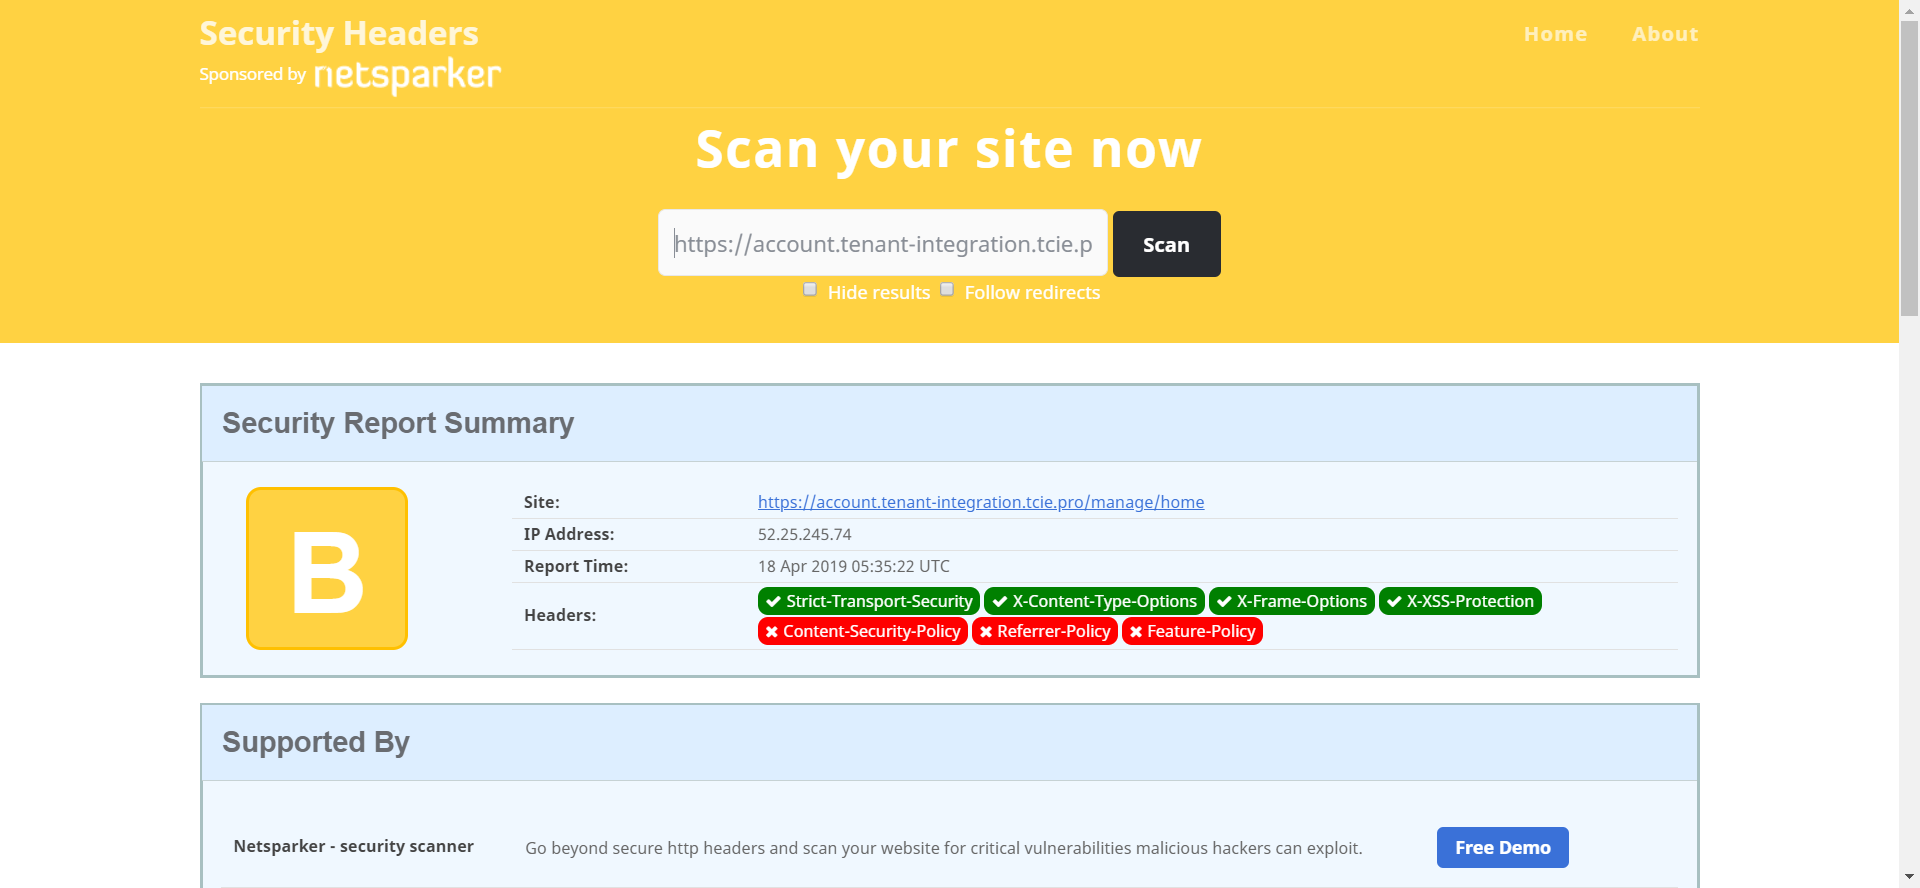 Security Headers
Home About
Sponsored by netsparker
Scan your site now
https://account.tenant-integration.tcie.p
Scan
Hide results Follow redirects
Security Report Summary
B
Site: https://account.tenant-integration.tcie.pro/manage/home
IP Address: 52.25.245.74
Report Time: 18 Apr 2019 05:35:22 UTC
Headers: Strict-Transport-Security X-Content-Type-Options X-Frame-Options X-XSS-Protection
Content-Security-Policy Referrer-Policy Feature-Policy
Supported By
Netsparker - security scanner Go beyond secure http headers and scan your website for critical vulnerabilities malicious hackers can exploit. Free Demo